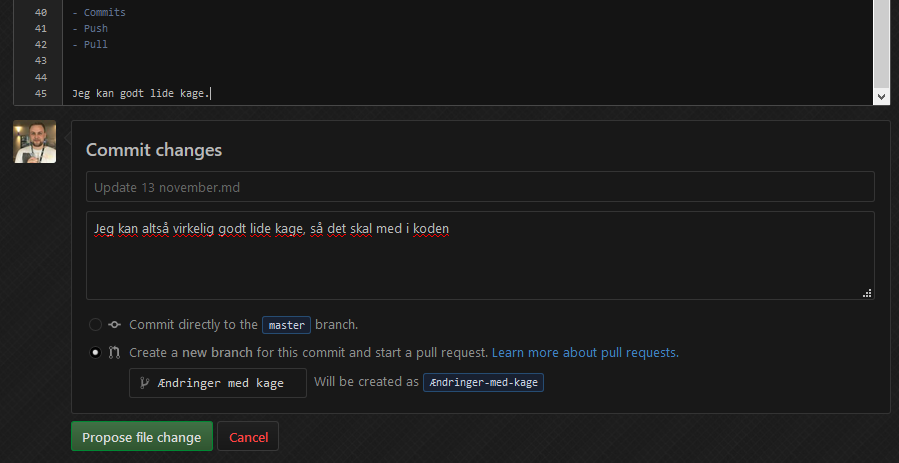 40 - Commits
41 - Push
42 - Pull
43
44
45 Jeg kan godt lide kage.
Commit changes
Update 13 november.md
Jeg kan altså virkelig godt lide kage, så det skal med i koden
Commit directly to the master branch.
Create a new branch for this commit and start a pull request. Learn more about pull requests.
Ændringer med kage Will be created as Ændringer-med-kage
Propose file change Cancel